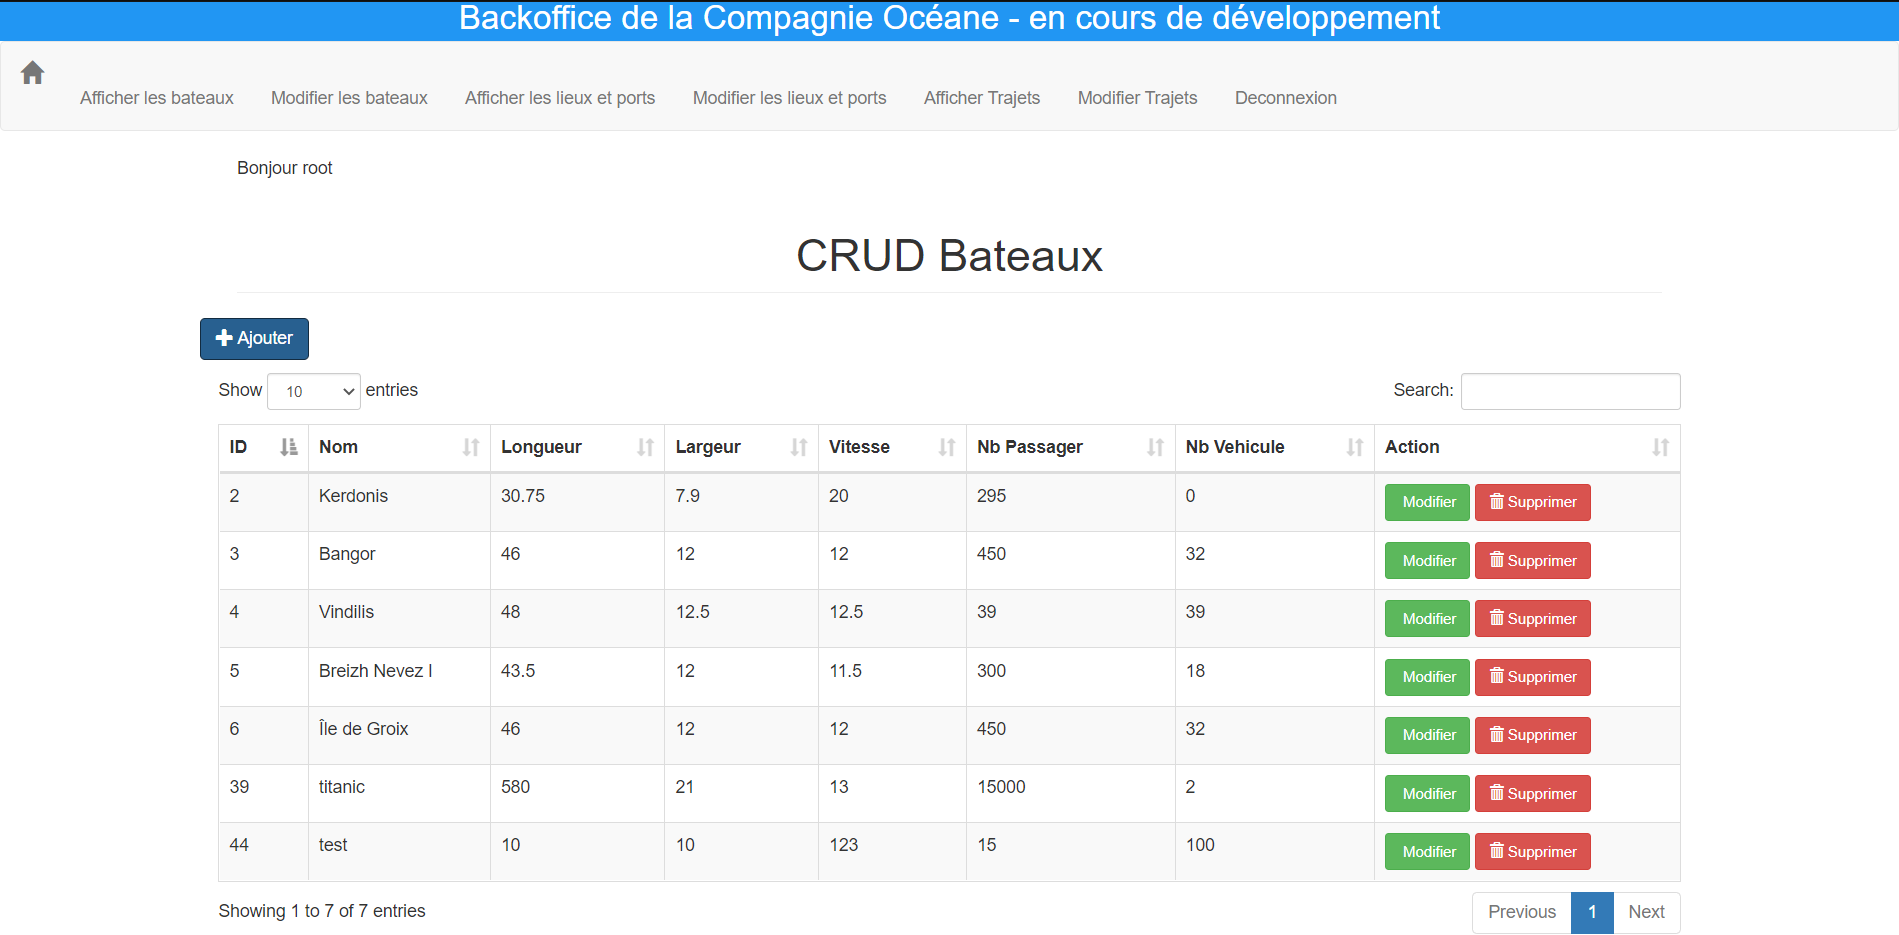 Backoffice de la Compagnie Océane - en cours de développement
Afficher les bateaux Modifier les bateaux Afficher les lieux et ports Modifier les lieux et ports Afficher Trajets Modifier Trajets Deconnexion
Bonjour root
CRUD Bateaux
Ajouter
Show 10 entries Search:
ID Nom Longueur Largeur Vitesse Nb Passager Nb Vehicule Action
2 Kerdonis 30.75 7.9 20 295 0 Modifier Supprimer
3 Bangor 46 12 12 450 32 Modifier Supprimer
4 Vindilis 48 12.5 12.5 39 39 Modifier Supprimer
5 Breizh Nevez I 43.5 12 11.5 300 18 Modifier Supprimer
6 Île de Groix 46 12 12 450 32 Modifier Supprimer
39 titanic 580 21 13 15000 2 Modifier Supprimer
44 test 10 10 123 15 100 Modifier Supprimer
Showing 1 to 7 of 7 entries Previous 1 Next